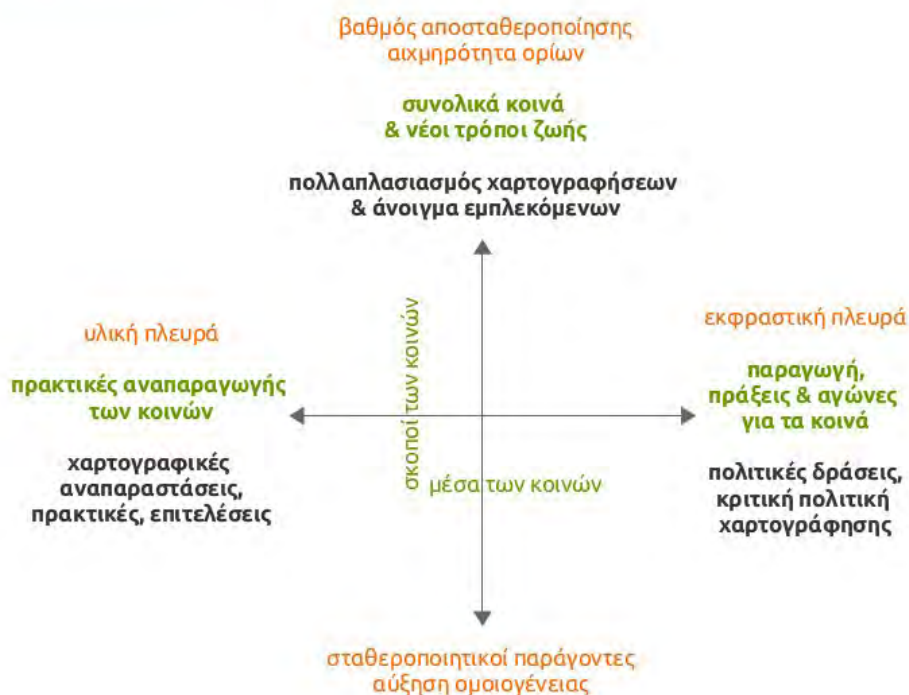 βαθμός αποσταθεροποίησης
αιχμηρότητα ορίων
συνολικά κοινά
& νέοι τρόποι ζωής
πολλαπλασιασμός χαρτογραφήσεων
& άνοιγμα εμπλεκόμενων
υλική πλευρά
πρακτικές αναπαραγωγής
των κοινών
χαρτογραφικές
αναπαραστάσεις,
πρακτικές, επιτελέσεις
σκοποί των κοινών
μέσα των κοινών
εκφραστική πλευρά
παραγωγή,
πράξεις & αγώνες
για τα κοινά
πολιτικές δράσεις,
κριτική πολιτική
χαρτογράφησης
σταθεροποιητικοί παράγοντες
αύξηση ομοιογένειας